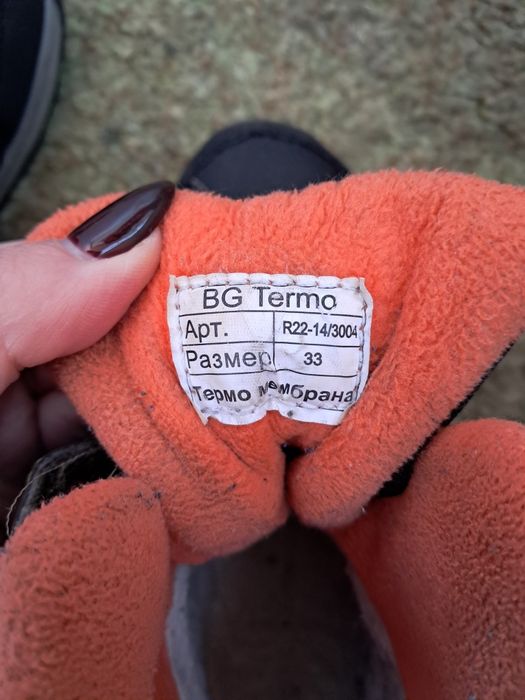 BG Termo
Арт. R22-14/3004
Размер 33
Термо мембрана